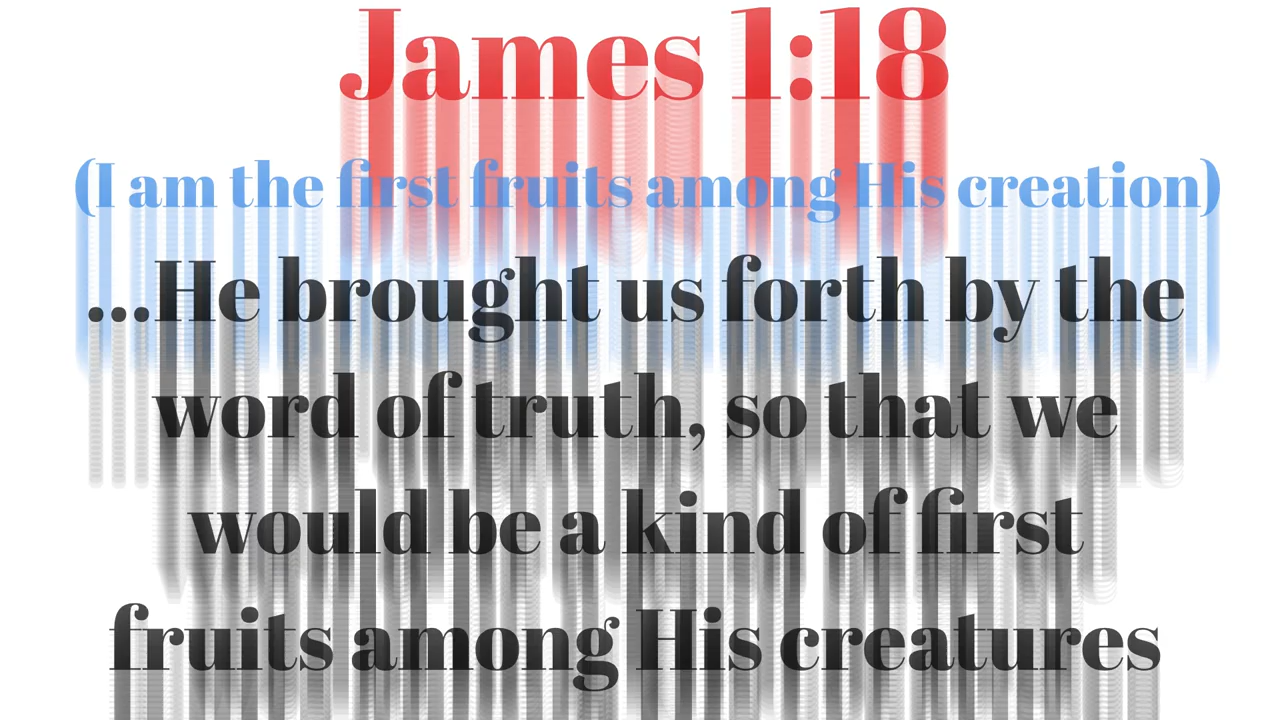 James 1:18
(I am the first fruits among His creation)
...He brought us forth by the
word of truth, so that we
would be a kind of first
fruits among His creatures